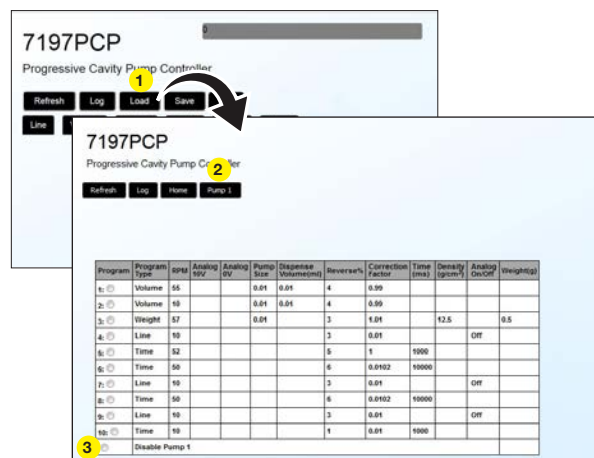 0
7197PCP
Progressive Cavity Pump Controller
1
Refresh Log Load Save
Line
7197PCP
Progressive Cavity Pump Controller
2
Refresh Log Home Pump 1
Program Program Type RPM Analog 10V Analog 0V Pump Size Dispense Volume(ml) Reverse% Correction Factor Time (ms) Density (g/cm³) Analog On/Off Weight(g)
1: Volume 55 0.01 0.01 4 0.99
2: Volume 10 0.01 0.01 4 0.99
3: Weight 57 0.01 3 1.01 12.5 0.5
4: Line 10 3 0.01 Off
5: Time 52 5 1 1000
6: Time 50 6 0.0102 10000
7: Line 10 3 0.01 Off
8: Time 50 6 0.0102 10000
9: Line 10 3 0.01 Off
10: Time 10 1 0.01 1000
3 Disable Pump 1